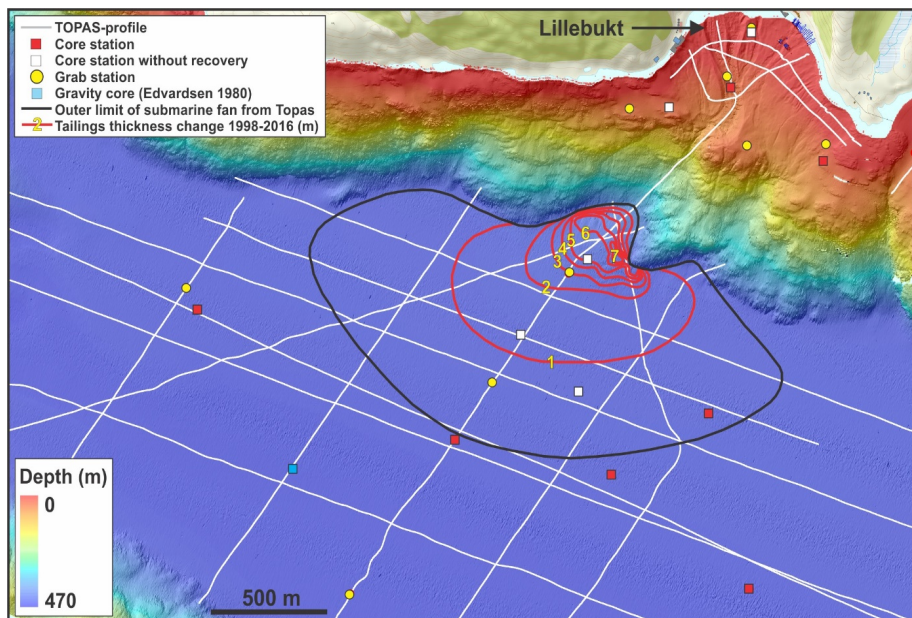 TOPAS-profile
Core station
Core station without recovery
Grab station
Gravity core (Edvardsen 1980)
Outer limit of submarine fan from Topas
2 Tailings thickness change 1998-2016 (m)
Lillebukt
6
5
4
7
3
2
1
Depth (m)
0
470
500 m